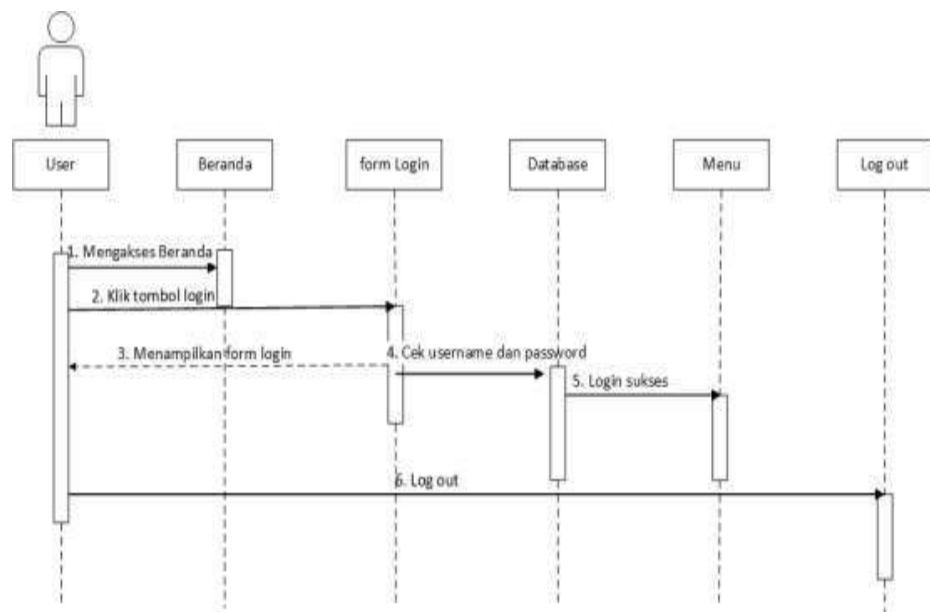 User
Beranda
form Login
Database
Menu
Log out
1. Mengakses Beranda
2. Klik tombol login
3. Menampilkan form login
4. Cek username dan password
5. Login sukses
6. Log out